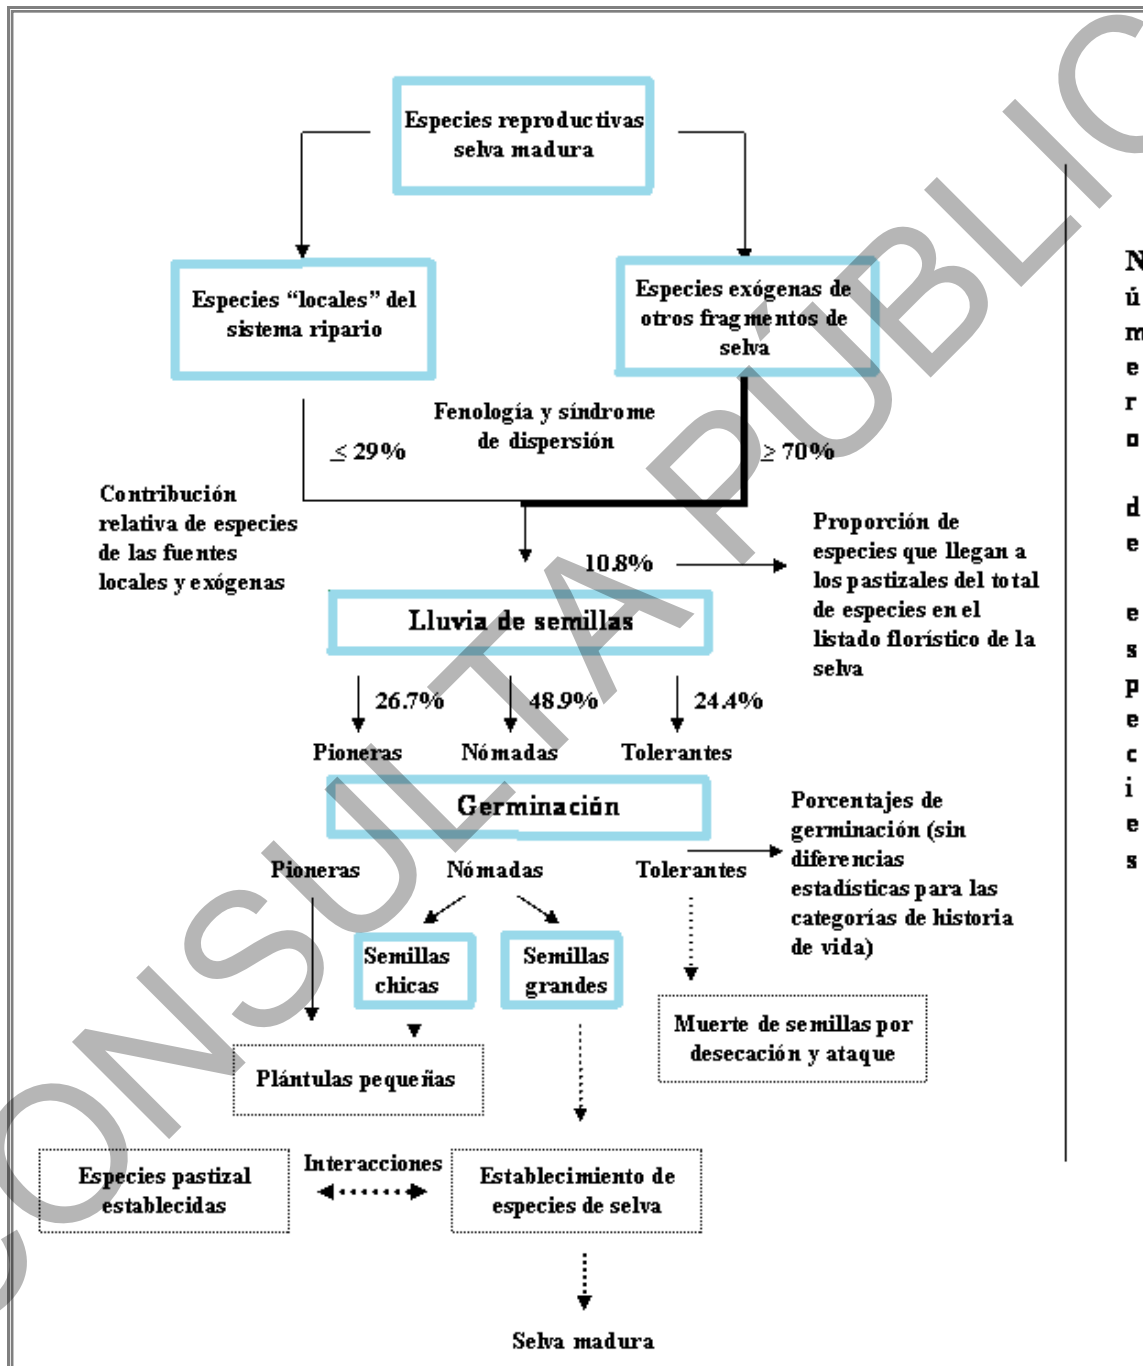 Especies reproductivas
selva madura
Especies “locales” del
sistema ripario
Especies exógenas de
otros fragmentos de
selva
Fenología y síndrome
de dispersión
≤ 29%
≥ 70%
Contribución
relativa de especies
de las fuentes
locales y exógenas
10.8%
Proporción de
especies que llegan a
los pastizales del total
de especies en el
listado florístico de la
selva
Lluvia de semillas
26.7%
48.9%
24.4%
Pioneras
Nómadas
Tolerantes
Germinación
Porcentajes de
germinación (sin
diferencias
estadísticas para las
categorías de historia
de vida)
Pioneras
Nómadas
Tolerantes
Semillas
chicas
Semillas
grandes
Muerte de semillas por
desecación y ataque
Plántulas pequeñas
Especies pastizal
establecidas
Interacciones
Establecimiento de
especies de selva
Selva madura
Número de especies
CONSULTA PÚBLIC